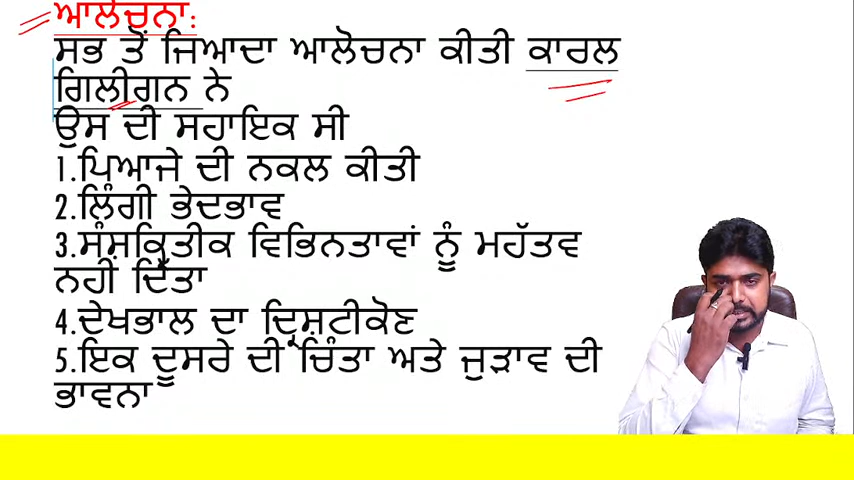 ਆਲੋਚਨਾ:
ਸਭ ਤੋਂ ਜਿਆਦਾ ਆਲੋਚਨਾ ਕੀਤੀ ਕਾਰਲ
ਗਿਲੀਗਨ ਨੇ
ਉਸ ਦੀ ਸਹਾਇਕ ਸੀ
1.ਪਿਆਜੇ ਦੀ ਨਕਲ ਕੀਤੀ
2.ਲਿੰਗੀ ਭੇਦਭਾਵ
3.ਸੰਸਕ੍ਰਿਤੀਕ ਵਿਭਿਨਤਾਵਾਂ ਨੂੰ ਮਹੱਤਵ
ਨਹੀਂ ਦਿੱਤਾ
4.ਦੇਖਭਾਲ ਦਾ ਦ੍ਰਿਸ਼ਟੀਕੋਣ
5.ਇਕ ਦੂਸਰੇ ਦੀ ਚਿੰਤਾ ਅਤੇ ਜੁੜਾਵ ਦੀ
ਭਾਵਨਾ